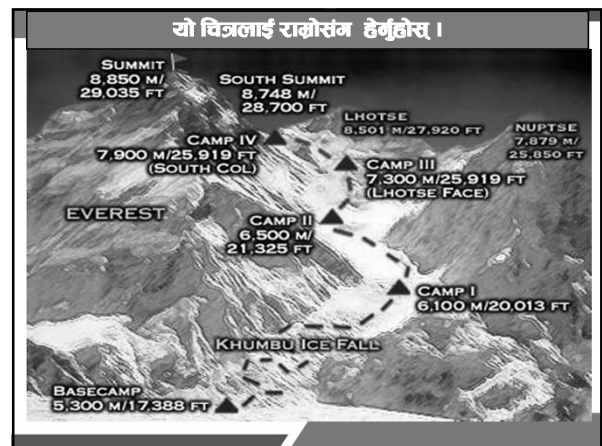 यो चित्रलाई राम्रोसंग हेर्नुहोस् ।
SUMMIT
8,850 M/
29,035 FT
SOUTH SUMMIT
8,748 M/
28,700 FT
LHOTSE
8,501 M/27,920 FT
NUPTSE
7,879 M/
25,850 FT
CAMP IV
7,900 M/25,919 FT
(SOUTH COL)
CAMP III
7,300 M/25,919 FT
(LHOTSE FACE)
EVEREST
CAMP II
6,500 M/
21,325 FT
CAMP I
6,100 M/20,013 FT
KHUMBU ICE FALL
BASECAMP
5,300 M/17,388 FT